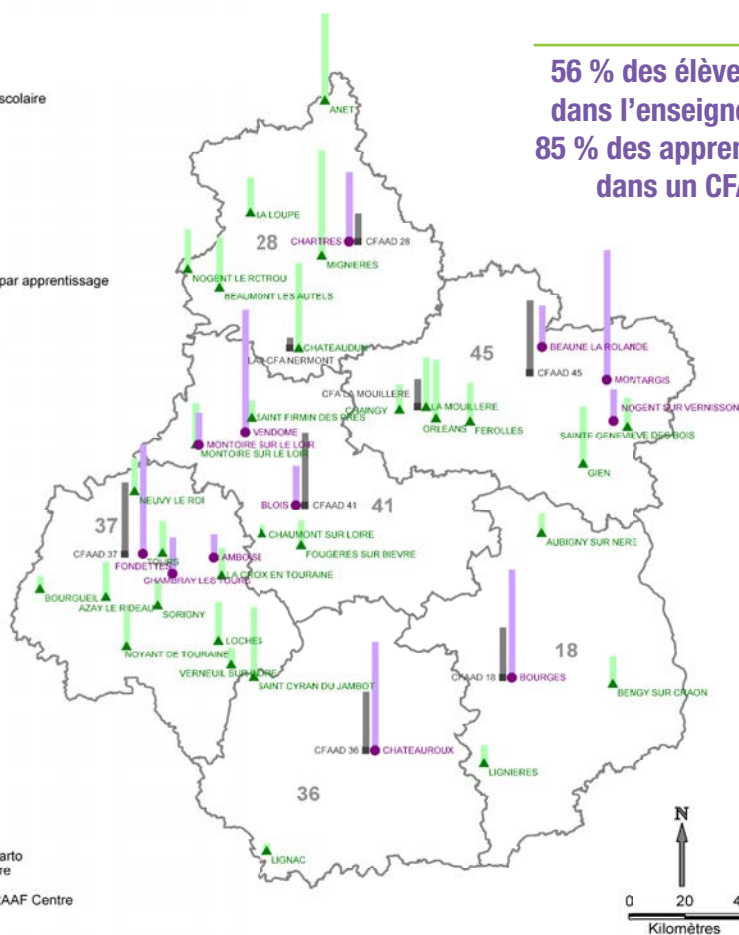 scolaire
56 % des élève
dans l'enseigne
85 % des appren
dans un CFA
ANET
LA LOUPE
28
CHARTRES
CFAAD 28
MIGNIERES
NOGENT LE ROTROU
BEAUMONT LES AUTELS
par apprentissage
CHATEAUDUN
CFA NERMONT
45
BEAUNE LA ROLANDE
CFAAD 45
MONTARGIS
CFA LA MOUILLERE
CHAINGY
LA MOUILLERE
ORLEANS
FEROLLES
NOGENT SUR VERNISSON
SAINTE GENEVIEVE DES BOIS
GIEN
SAINT FIRMIN DES PRES
VENDOME
MONTOIRE SUR LE LOIR
MONTOIRE SUR LE LOIR
NEUVY LE ROI
BLOIS
CFAAD 41
41
37
CFAAD 37
TOURS
FONDETTES
CHAMBRAY LES TOURS
AMBOISE
LA CROIX EN TOURAINE
CHAUMONT SUR LOIRE
FOUGERES SUR BIEVRE
AUBIGNY SUR NERE
BOURGUEIL
AZAY LE RIDEAU
SORIGNY
LOCHES
NOYANT DE TOURAINE
VERNEUIL SUR INDRE
SAINT CYRAN DU JAMBOT
18
CFAAD 18
BOURGES
BENGY SUR CRAON
CFAAD 36
CHATEAUROUX
LIGNIERES
36
LIGNAC
arto
re
RAAF Centre
N
0 20 4
Kilomètres